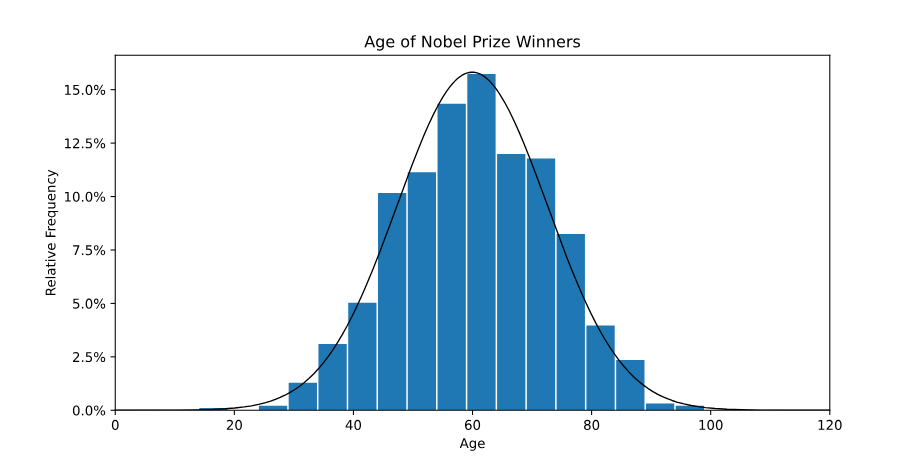 Age of Nobel Prize Winners
Relative Frequency
15.0%
12.5%
10.0%
7.5%
5.0%
2.5%
0.0%
0 20 40 60 80 100 120
Age